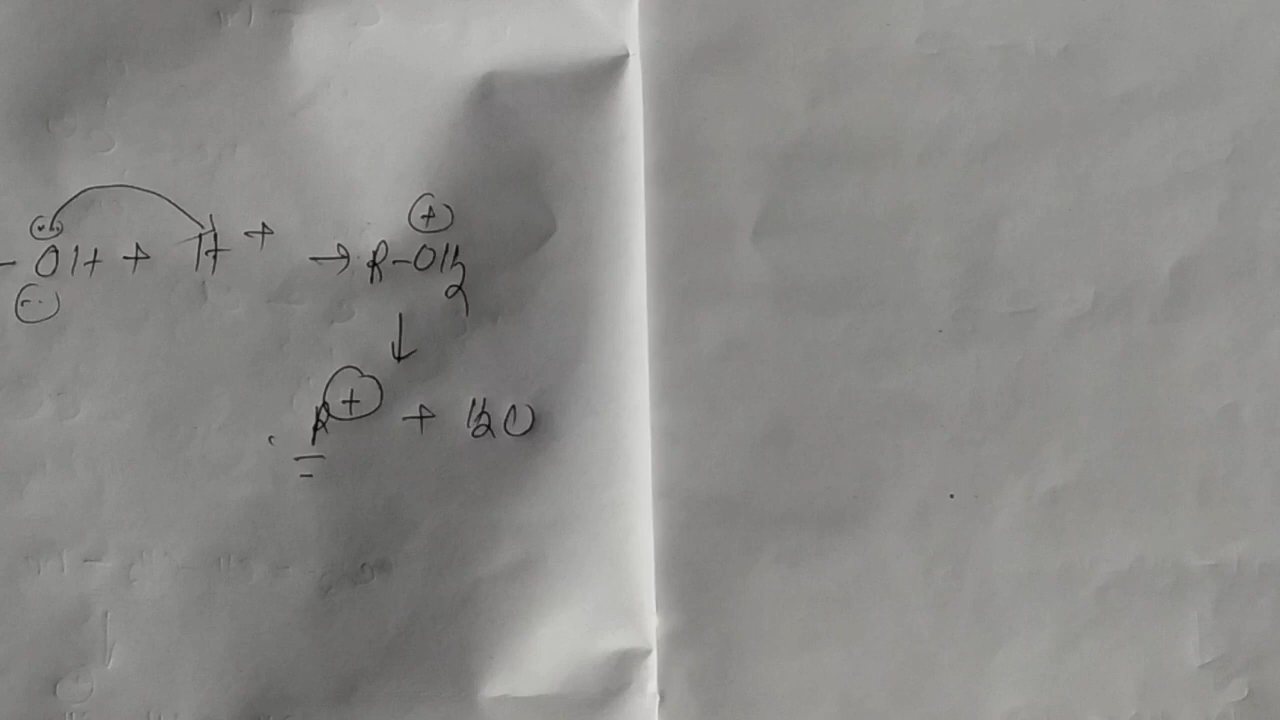 - OH + H + → R-OH2 +
↓
R + + H2O